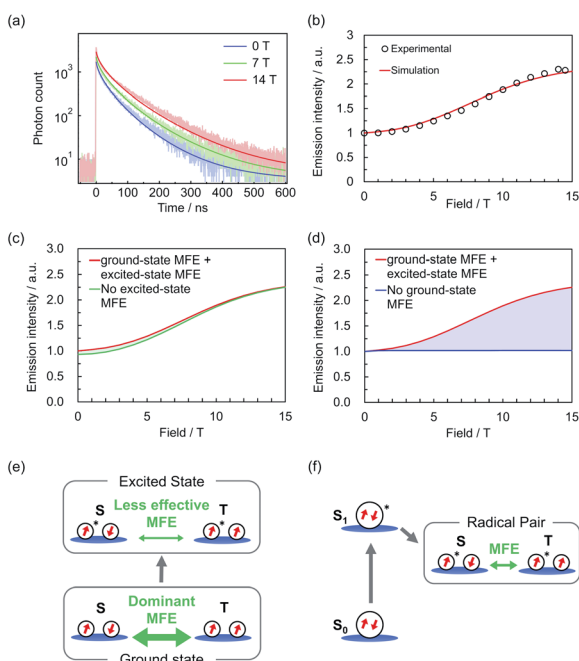 (a)
10³
10²
10¹
Photon count
0 T
7 T
14 T
0 100 200 300 400 500 600
Time / ns
(b)
3.0
2.5
2.0
1.5
1.0
0.5
0
Emission intensity / a.u.
Experimental
Simulation
0 5 10 15
Field / T
(c)
3.0
2.5
2.0
1.5
1.0
0.5
0
Emission intensity / a.u.
ground-state MFE +
excited-state MFE
No excited-state
MFE
0 5 10 15
Field / T
(d)
3.0
2.5
2.0
1.5
1.0
0.5
0
Emission intensity / a.u.
ground-state MFE +
excited-state MFE
No ground-state
MFE
0 5 10 15
Field / T
(e)
Excited State
S T
Less effective
MFE
* *
S T
Dominant
MFE
Ground state
(f)
S₁ *
Radical Pair
S T
MFE
* *
S₀